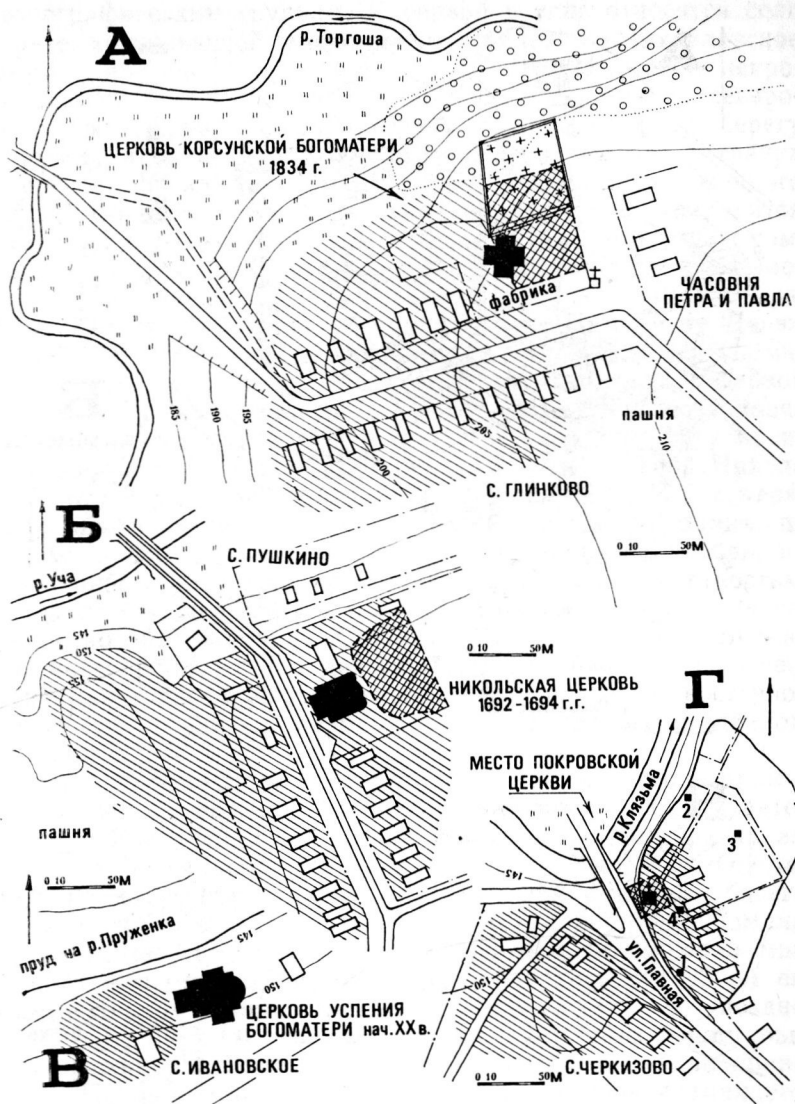 А
р. Торгоша
ЦЕРКОВЬ КОРСУНСКОЙ БОГОМАТЕРИ
1834 г.
ЧАСОВНЯ
ПЕТРА И ПАВЛА
фабрика
185
190
195
200
205
210
пашня
С. ГЛИНКОВО
0 10 50М
Б
р. Уча
С. ПУШКИНО
145
150
155
0 10 50М
НИКОЛЬСКАЯ ЦЕРКОВЬ
1692-1694 г.г.
пашня
0 10 50М
Г
МЕСТО ПОКРОВСКОЙ
ЦЕРКВИ
р. Клязьма
2
3
4
1
145
150
ул. Главная
С. ЧЕРКИЗОВО
0 10 50М
пруд на р. Пруженка
145
150
ЦЕРКОВЬ УСПЕНИЯ
БОГОМАТЕРИ нач. XX в.
В
С. ИВАНОВСКОЕ